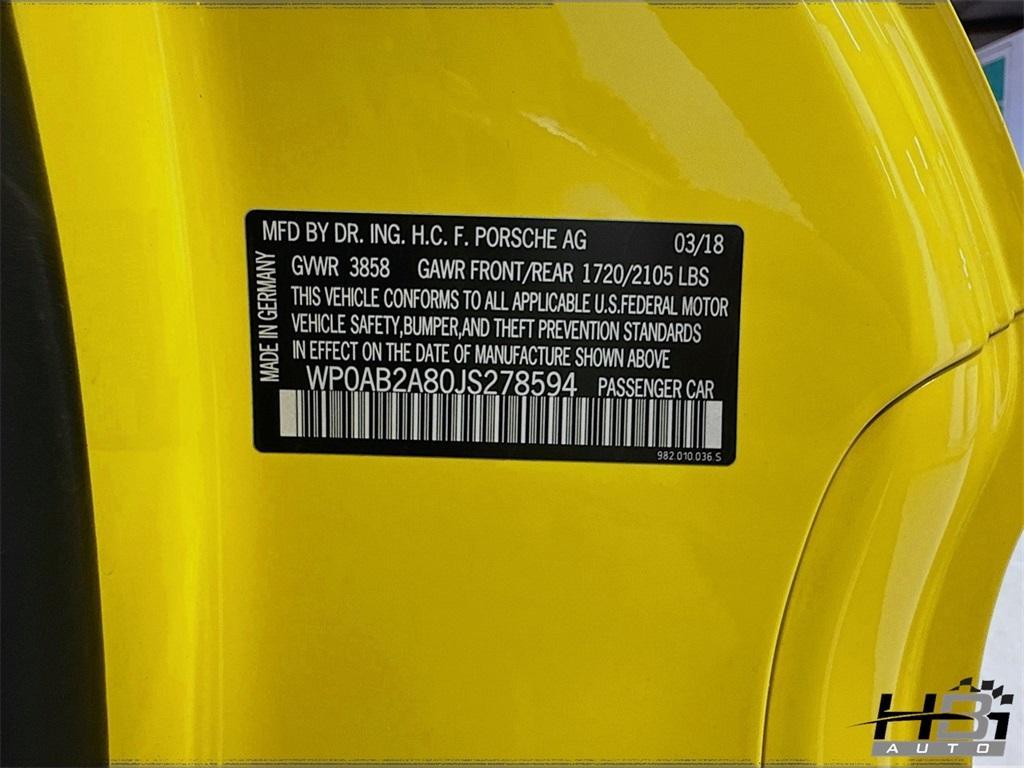 MFD BY DR. ING. H.C. F. PORSCHE AG 03/18
GVWR 3858 GAWR FRONT/REAR 1720/2105 LBS
THIS VEHICLE CONFORMS TO ALL APPLICABLE U.S.FEDERAL MOTOR
VEHICLE SAFETY,BUMPER,AND THEFT PREVENTION STANDARDS
IN EFFECT ON THE DATE OF MANUFACTURE SHOWN ABOVE
MADE IN GERMANY
WP0AB2A80JS278594 PASSENGER CAR
982.010.036.S
HBI
AUTO